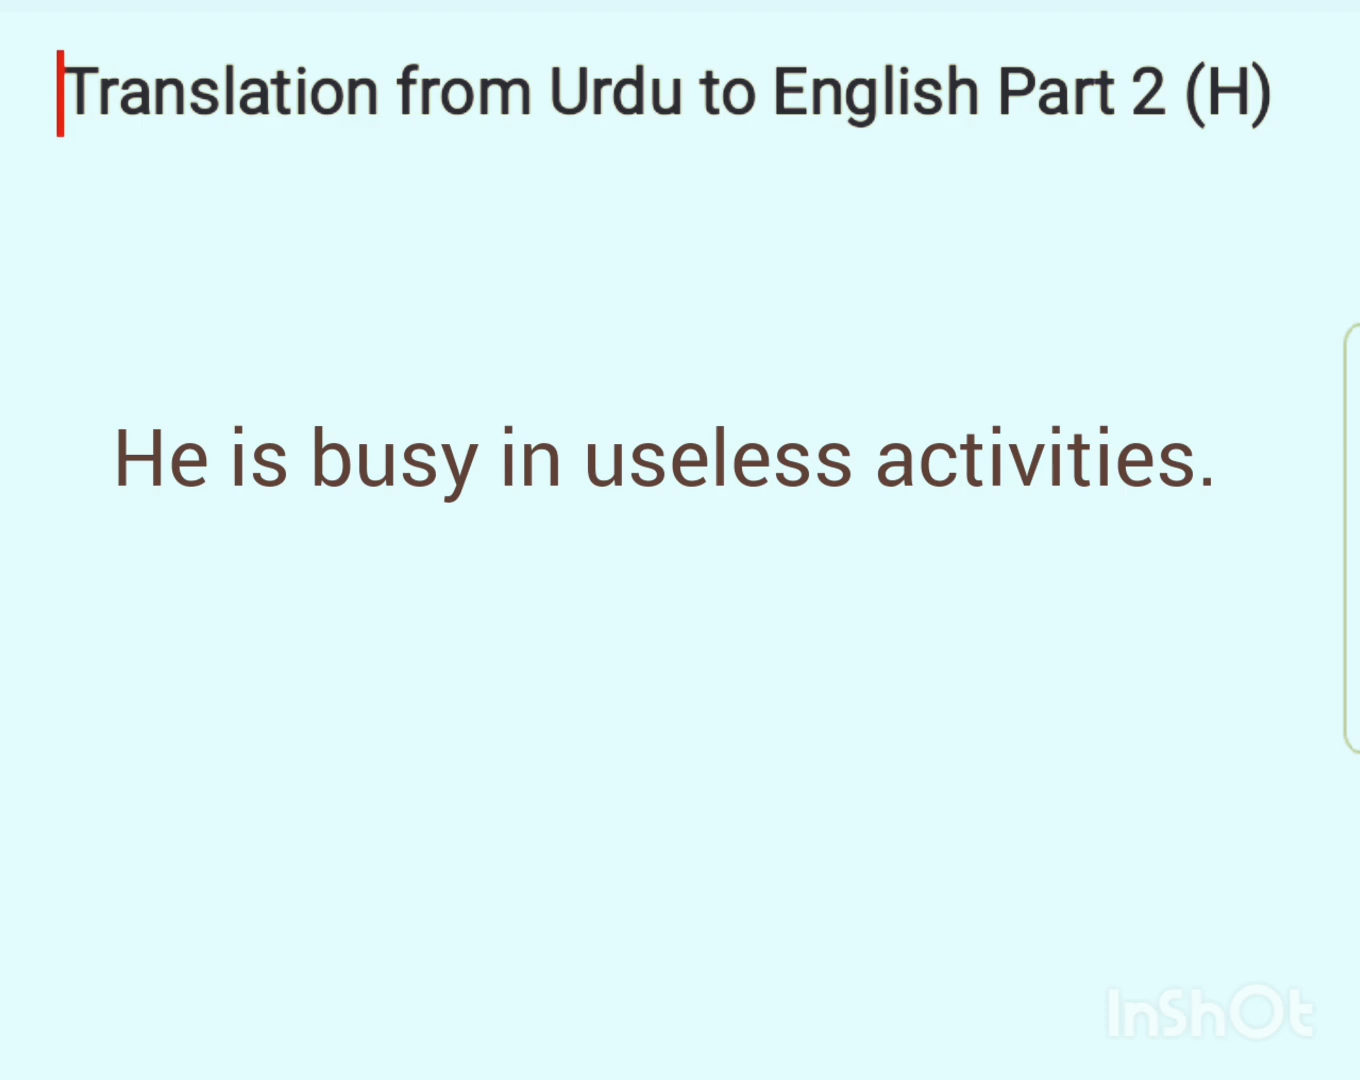 Translation from Urdu to English Part 2 (H)
He is busy in useless activities.
InShOt